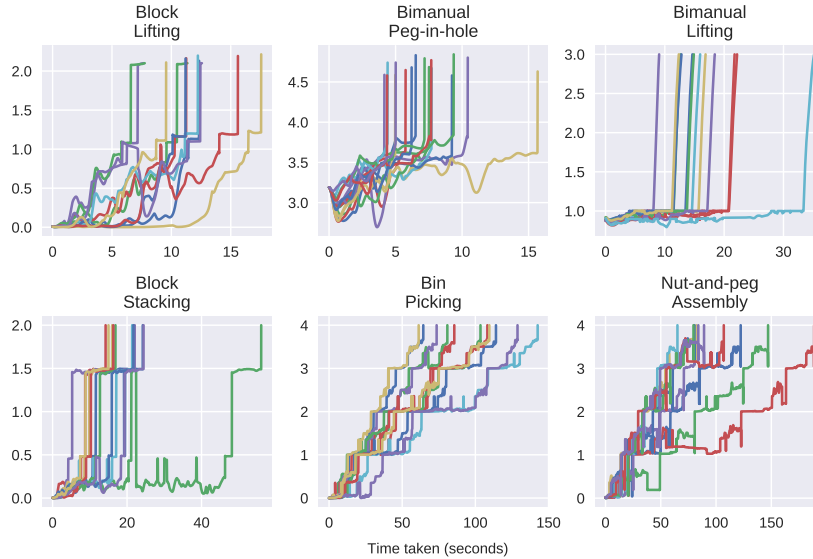 Block
Lifting
Bimanual
Peg-in-hole
Bimanual
Lifting
2.0
1.5
1.0
0.5
0.0
0 5 10 15
4.5
4.0
3.5
3.0
0 5 10 15
3.0
2.5
2.0
1.5
1.0
0 10 20 30
Block
Stacking
Bin
Picking
Nut-and-peg
Assembly
2.0
1.5
1.0
0.5
0.0
0 20 40
4
3
2
1
0
0 50 100 150
4
3
2
1
0
0 50 100 150
Time taken (seconds)